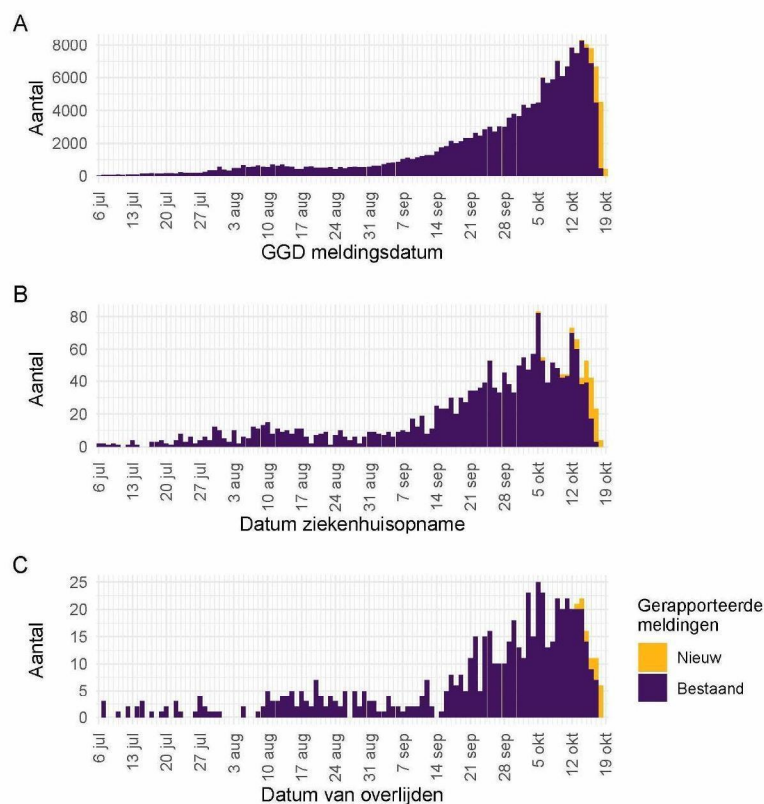 A
Aantal
8000
6000
4000
2000
0
6 jul
13 jul
20 jul
27 jul
3 aug
10 aug
17 aug
24 aug
31 aug
7 sep
14 sep
21 sep
28 sep
5 okt
12 okt
19 okt
GGD meldingsdatum
B
Aantal
80
60
40
20
0
6 jul
13 jul
20 jul
27 jul
3 aug
10 aug
17 aug
24 aug
31 aug
7 sep
14 sep
21 sep
28 sep
5 okt
12 okt
19 okt
Datum ziekenhuisopname
C
Aantal
25
20
15
10
5
0
6 jul
13 jul
20 jul
27 jul
3 aug
10 aug
17 aug
24 aug
31 aug
7 sep
14 sep
21 sep
28 sep
5 okt
12 okt
19 okt
Datum van overlijden
Gerapporteerde
meldingen
Nieuw
Bestaand